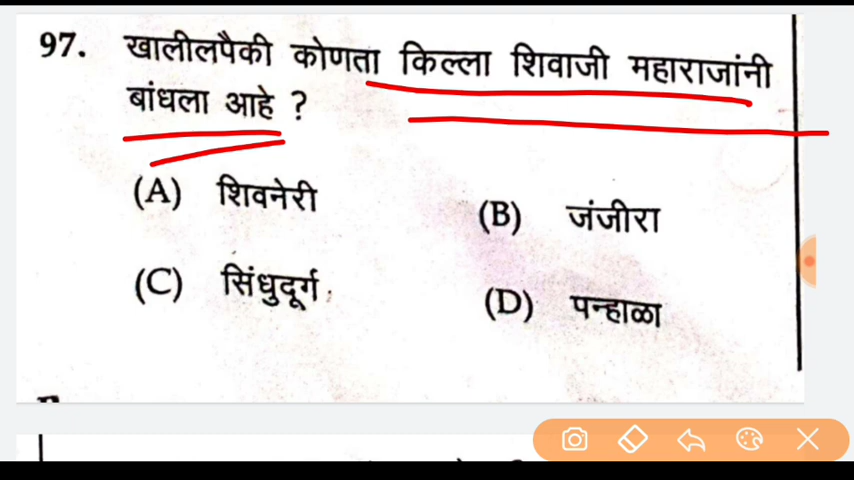 97. खालीलपैकी कोणता किल्ला शिवाजी महाराजांनी
बांधला आहे ?
(A) शिवनेरी
(B) जंजीरा
(C) सिंधुदूर्ग
(D) पन्हाळा